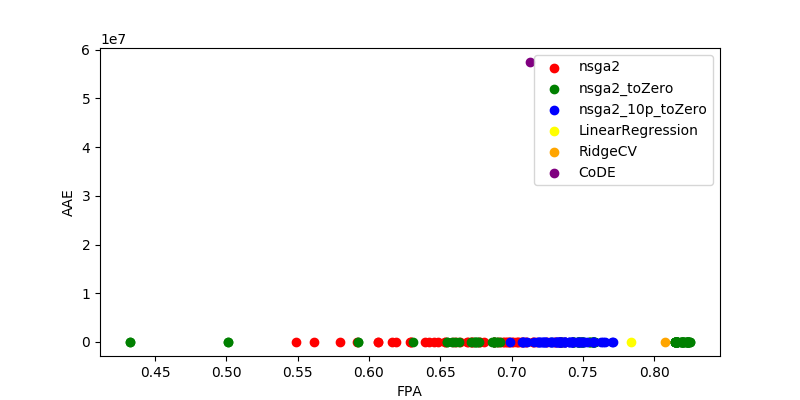 1e7
6
5
4
3
2
1
0
AAE
0.45
0.50
0.55
0.60
0.65
0.70
0.75
0.80
FPA
nsga2
nsga2_toZero
nsga2_10p_toZero
LinearRegression
RidgeCV
CoDE